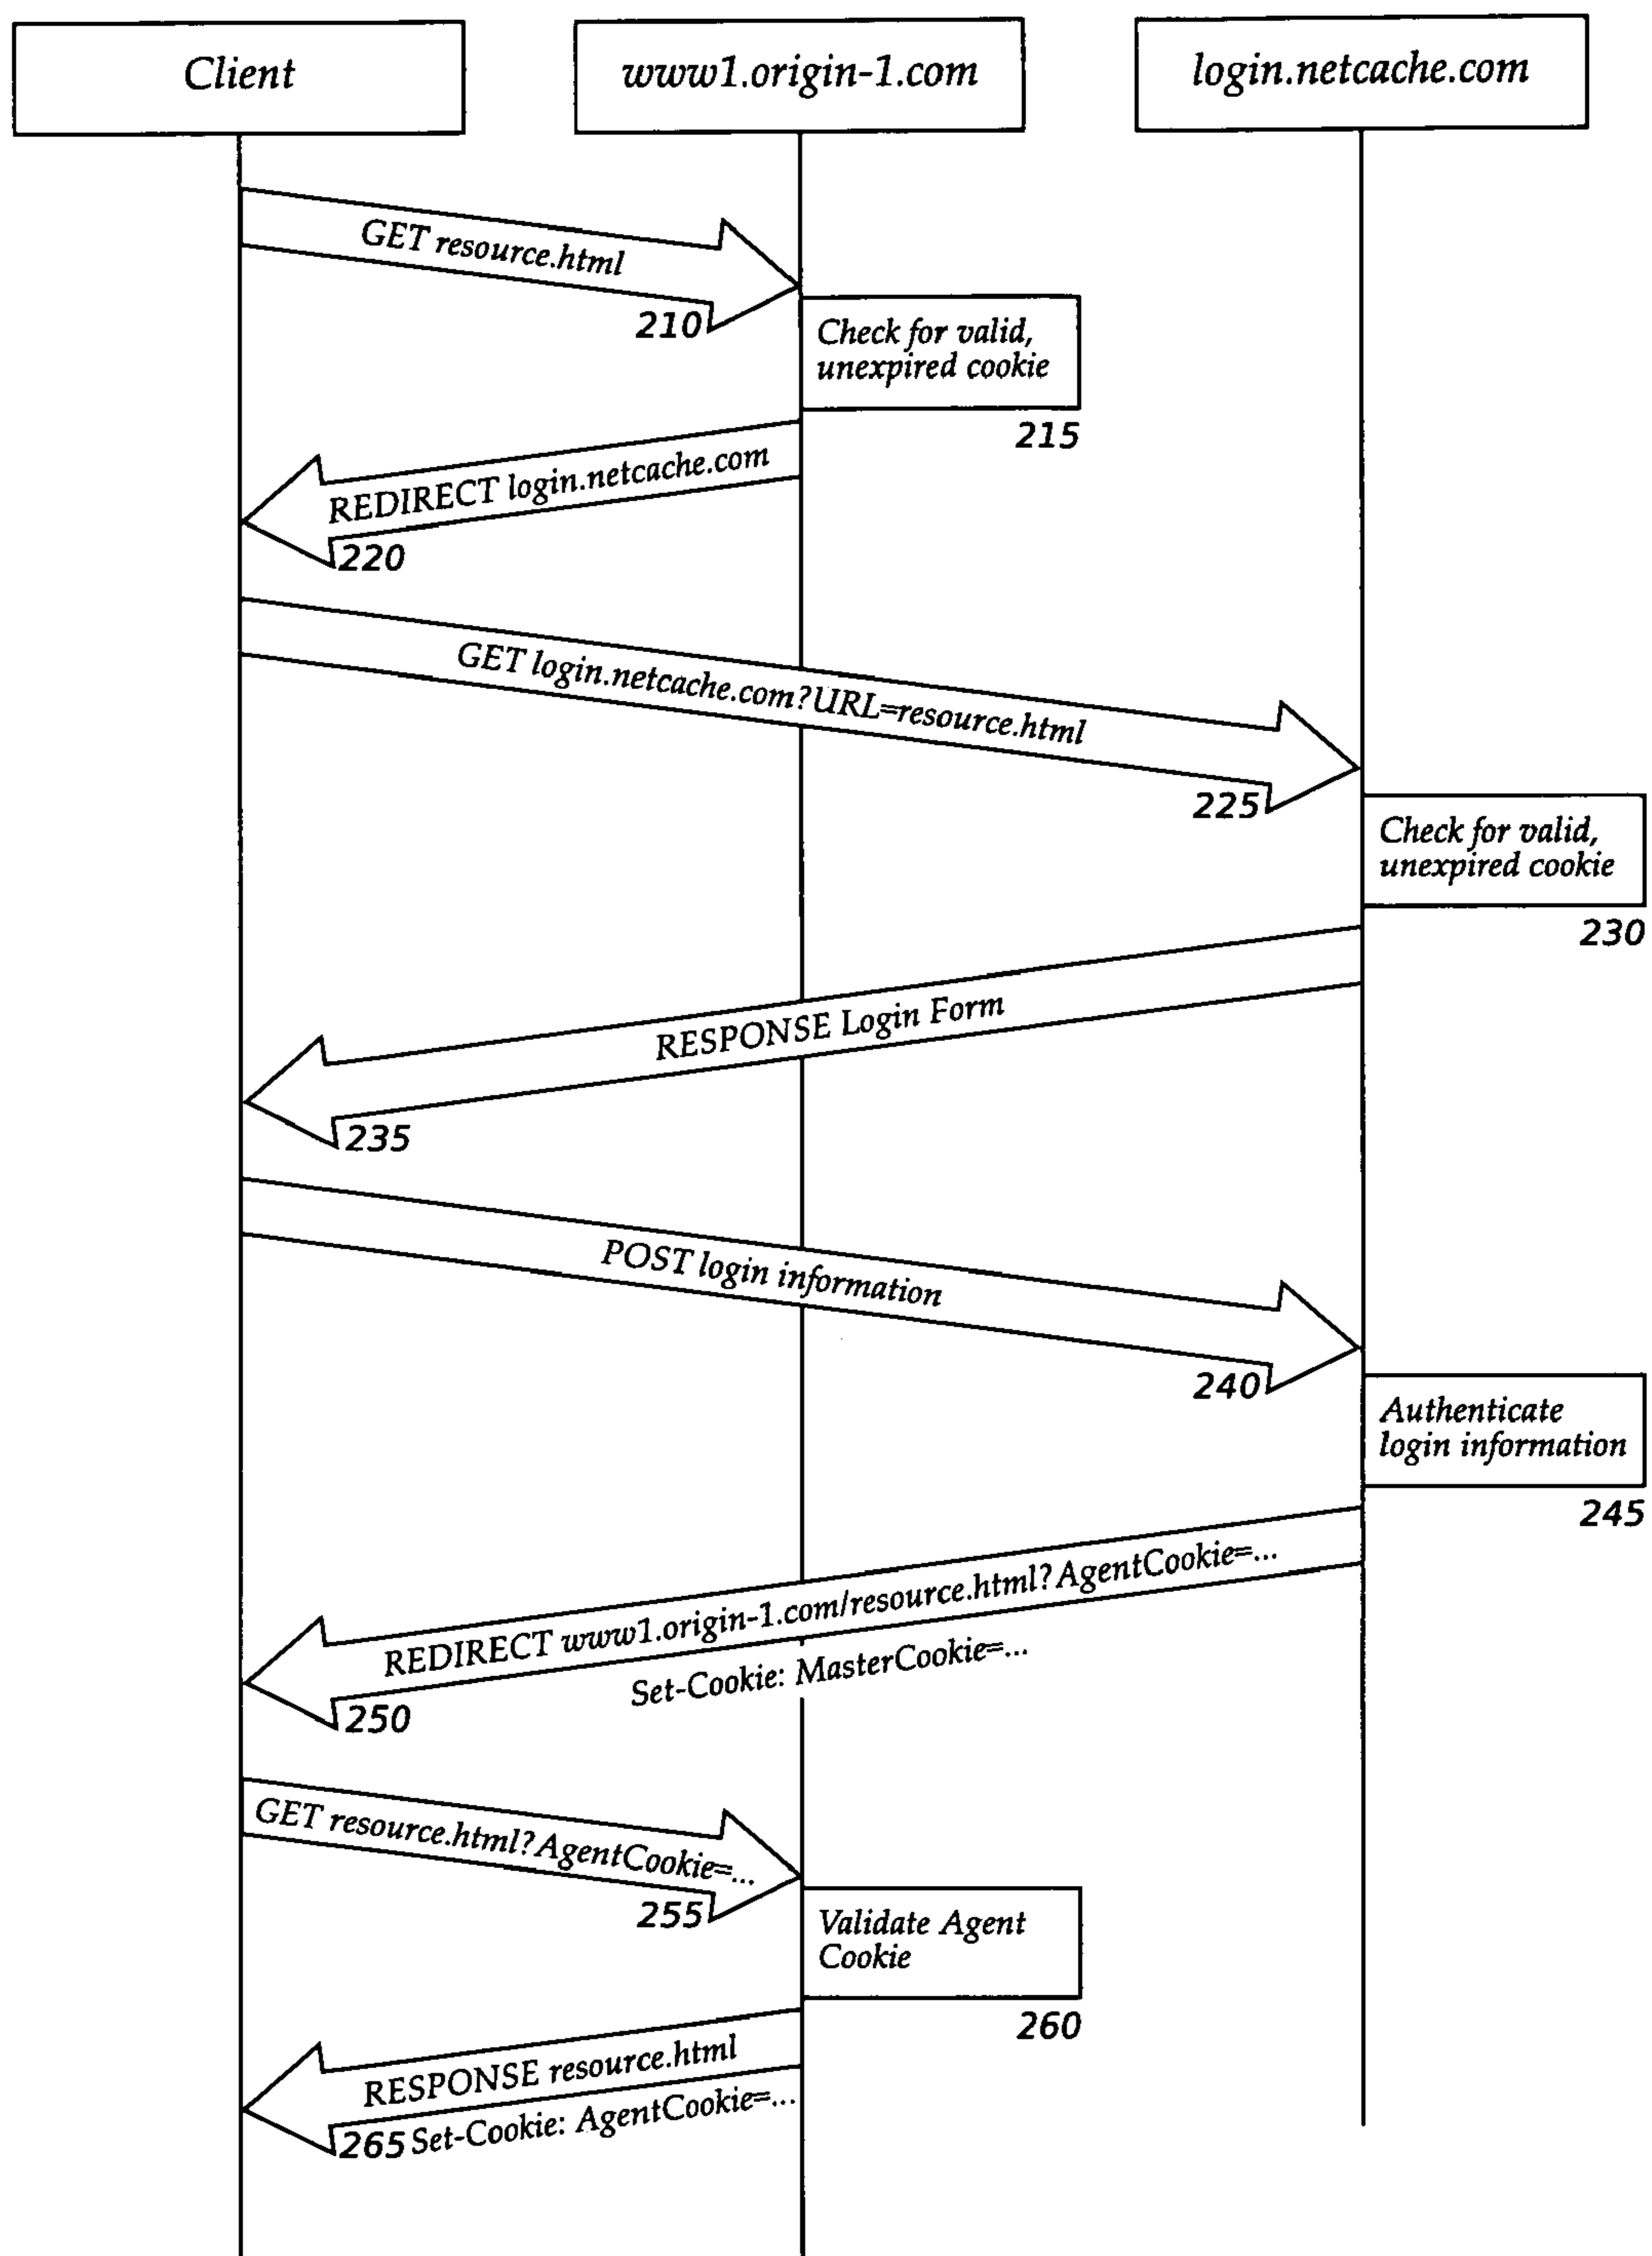 Client
www1.origin-1.com
login.netcache.com
GET resource.html
210
Check for valid,
unexpired cookie
215
REDIRECT login.netcache.com
220
GET login.netcache.com?URL=resource.html
225
Check for valid,
unexpired cookie
230
RESPONSE Login Form
235
POST login information
240
Authenticate
login information
245
REDIRECT www1.origin-1.com/resource.html?AgentCookie=...
Set-Cookie: MasterCookie=...
250
GET resource.html?AgentCookie=...
255
Validate Agent
Cookie
260
RESPONSE resource.html
265 Set-Cookie: AgentCookie=...